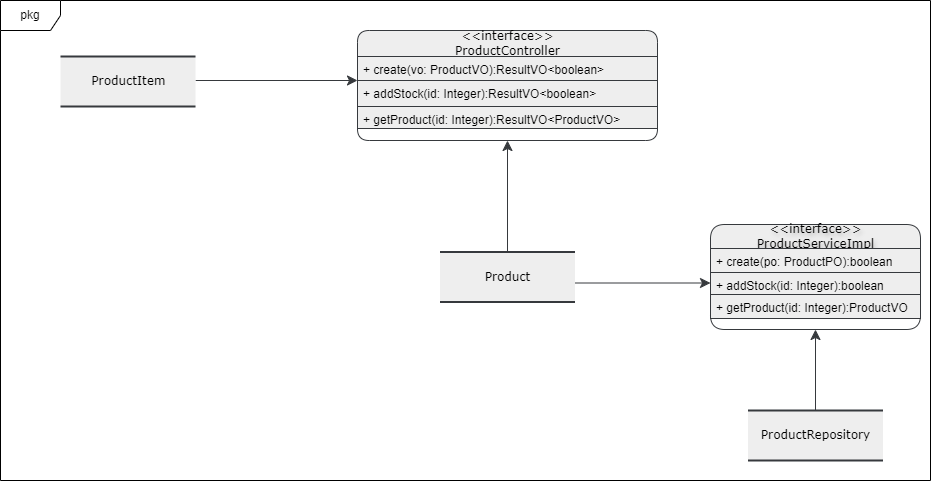 pkg
<<interface>>
ProductController
ProductItem
+ create(vo: ProductVO):ResultVO<boolean>
+ addStock(id: Integer):ResultVO<boolean>
+ getProduct(id: Integer):ResultVO<ProductVO>
<<interface>>
ProductServiceImpl
Product
+ create(po: ProductPO):boolean
+ addStock(id: Integer):boolean
+ getProduct(id: Integer):ProductVO
ProductRepository